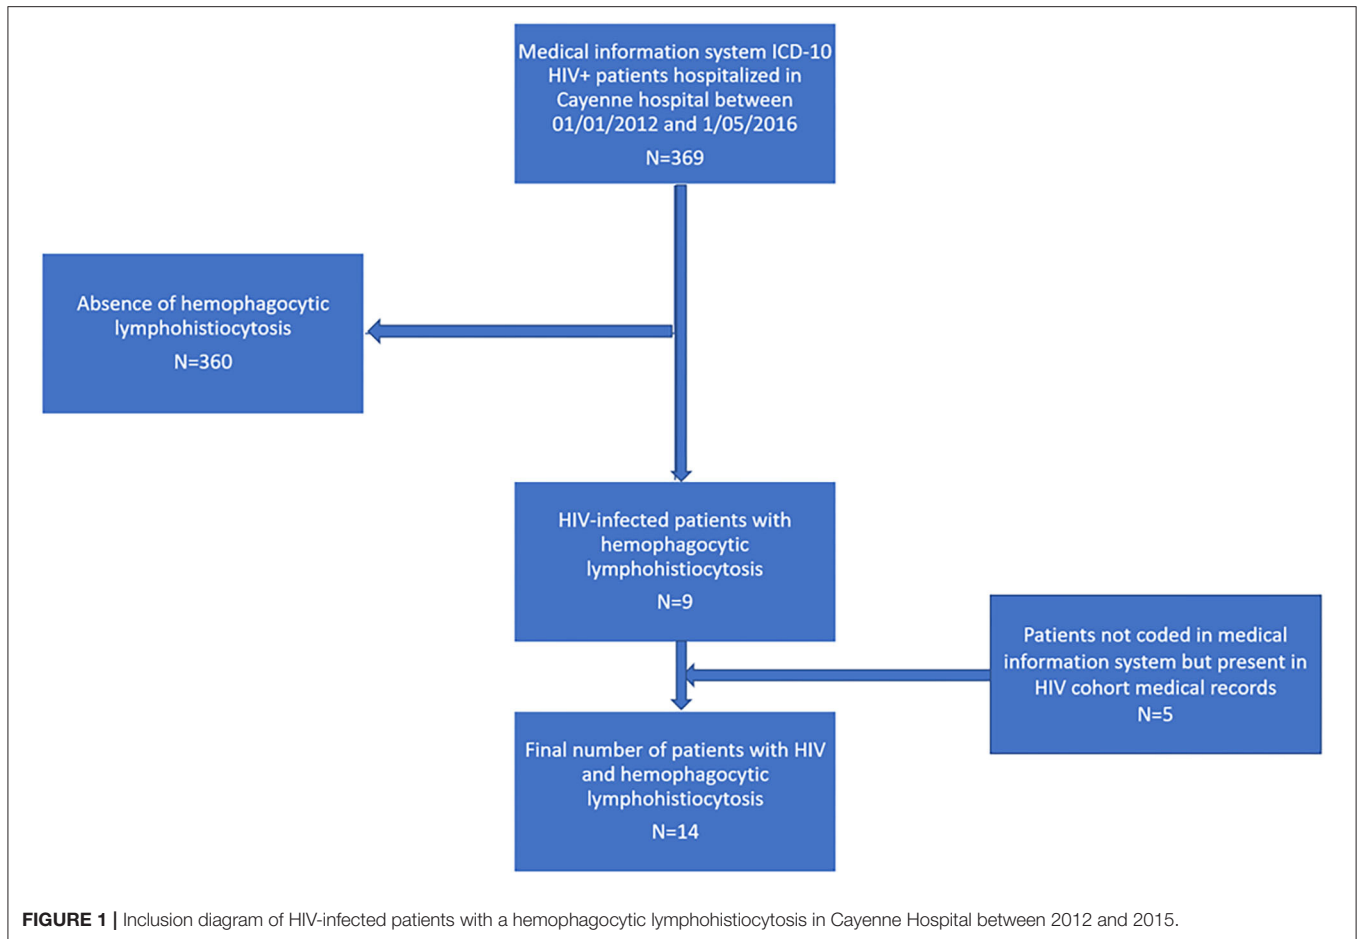 Medical information system ICD-10
HIV+ patients hospitalized in
Cayenne hospital between
01/01/2012 and 1/05/2016
N=369
Absence of hemophagocytic
lymphohistiocytosis
N=360
HIV-infected patients with
hemophagocytic
lymphohistiocytosis
N=9
Patients not coded in medical
information system but present in
HIV cohort medical records
N=5
Final number of patients with HIV
and hemophagocytic
lymphohistiocytosis
N=14
FIGURE 1 | Inclusion diagram of HIV-infected patients with a hemophagocytic lymphohistiocytosis in Cayenne Hospital between 2012 and 2015.